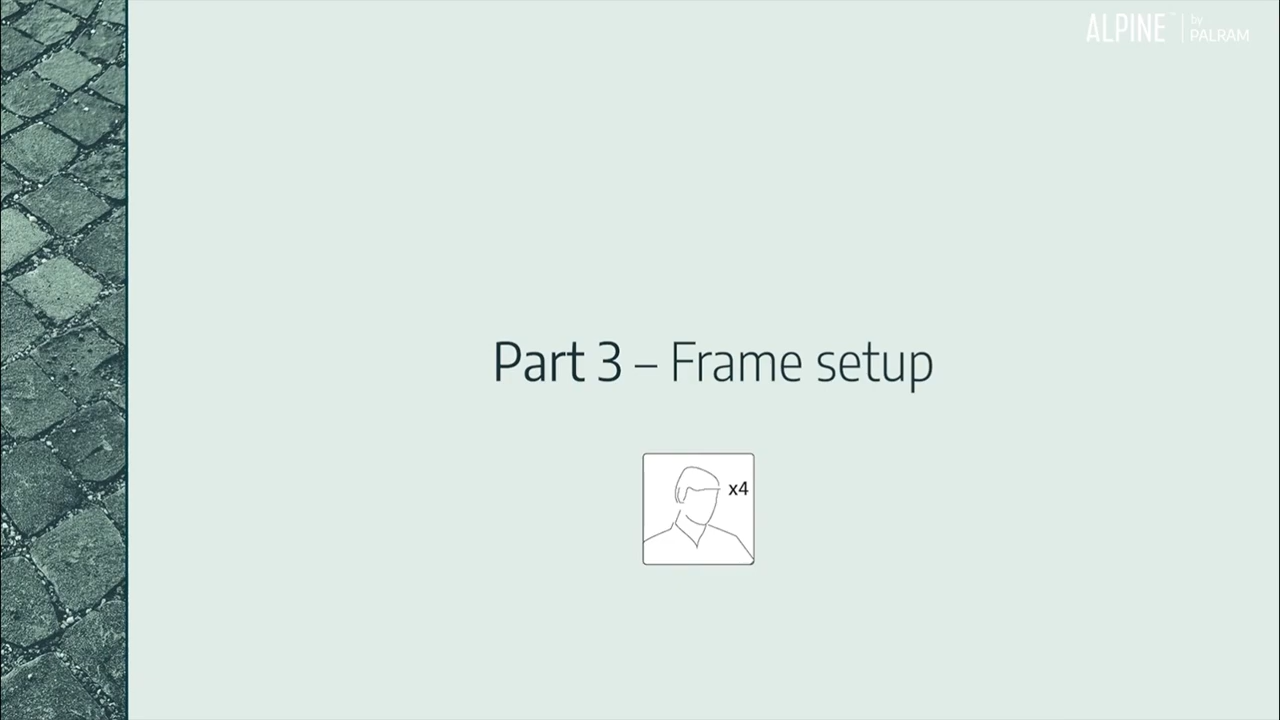 ALPINE™ | by PALRAM
Part 3 – Frame setup
x4